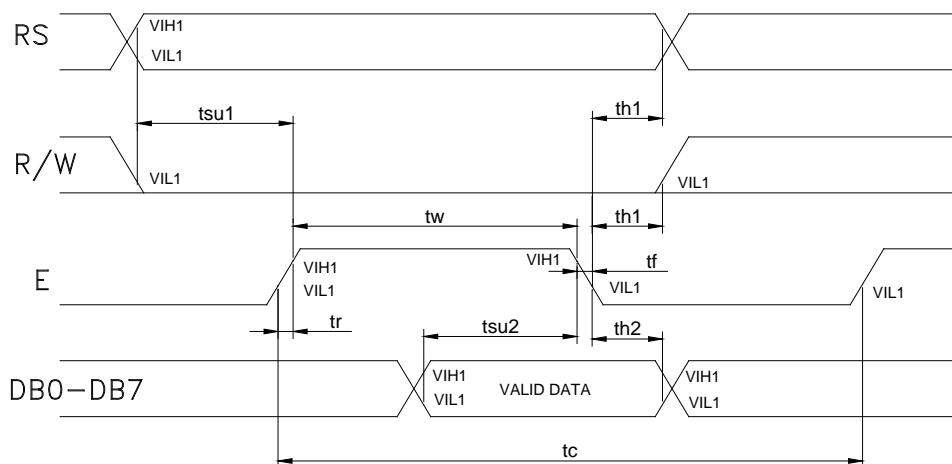 RS
VIH1
VIL1
tsu1
th1
R/W
VIL1
VIL1
tw
th1
E
VIH1
VIL1
VIH1
tf
VIL1
VIL1
tr
tsu2
th2
DB0-DB7
VIH1
VIL1
VALID DATA
VIH1
VIL1
tc